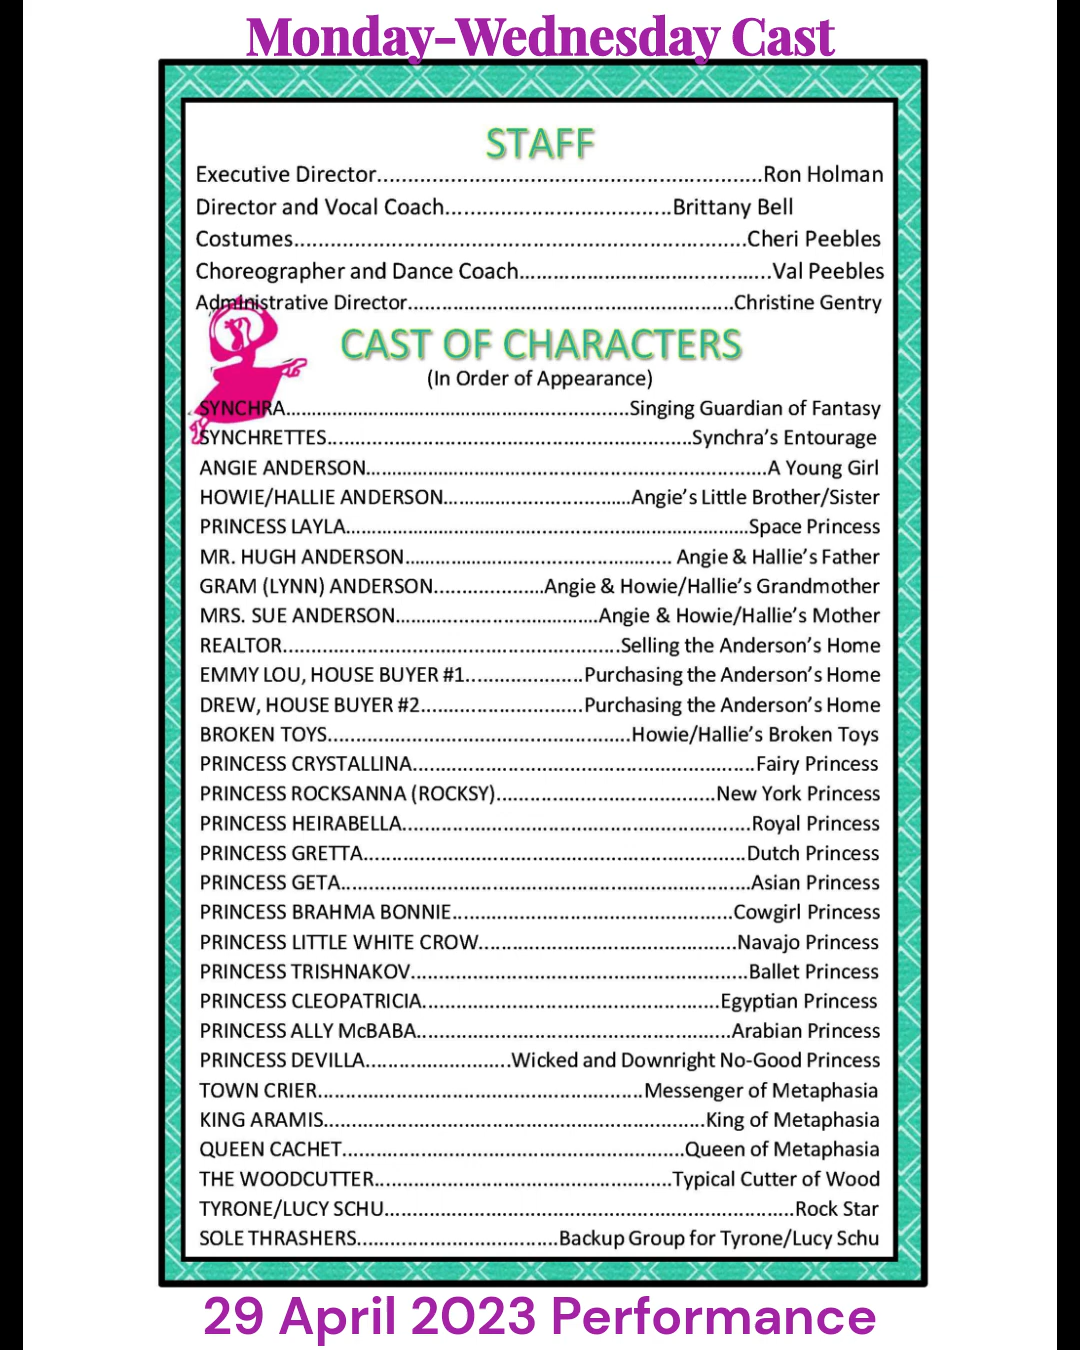 Monday-Wednesday Cast
STAFF
Executive Director...............................................................Ron Holman
Director and Vocal Coach.....................................Brittany Bell
Costumes..........................................................................Cheri Peebles
Choreographer and Dance Coach.........................................Val Peebles
Administrative Director.....................................................Christine Gentry
CAST OF CHARACTERS
(In Order of Appearance)
SYNCHRA.............................................................Singing Guardian of Fantasy
SYNCHRETTES.................................................................Synchra's Entourage
ANGIE ANDERSON........................................................................A Young Girl
HOWIE/HALLIE ANDERSON.................................Angie's Little Brother/Sister
PRINCESS LAYLA........................................................................Space Princess
MR. HUGH ANDERSON............................................... Angie & Hallie's Father
GRAM (LYNN) ANDERSON....................Angie & Howie/Hallie's Grandmother
MRS. SUE ANDERSON....................................Angie & Howie/Hallie's Mother
REALTOR............................................................Selling the Anderson's Home
EMMY LOU, HOUSE BUYER #1.....................Purchasing the Anderson's Home
DREW, HOUSE BUYER #2.............................Purchasing the Anderson's Home
BROKEN TOYS......................................................Howie/Hallie's Broken Toys
PRINCESS CRYSTALLINA.............................................................Fairy Princess
PRINCESS ROCKSANNA (ROCKSY).......................................New York Princess
PRINCESS HEIRABELLA..............................................................Royal Princess
PRINCESS GRETTA....................................................................Dutch Princess
PRINCESS GETA.........................................................................Asian Princess
PRINCESS BRAHMA BONNIE..................................................Cowgirl Princess
PRINCESS LITTLE WHITE CROW..............................................Navajo Princess
PRINCESS TRISHNAKOV............................................................Ballet Princess
PRINCESS CLEOPATRICIA.....................................................Egyptian Princess
PRINCESS ALLY McBABA........................................................Arabian Princess
PRINCESS DEVILLA..........................Wicked and Downright No-Good Princess
TOWN CRIER..........................................................Messenger of Metaphasia
KING ARAMIS....................................................................King of Metaphasia
QUEEN CACHET.............................................................Queen of Metaphasia
THE WOODCUTTER.....................................................Typical Cutter of Wood
TYRONE/LUCY SCHU.........................................................................Rock Star
SOLE THRASHERS....................................Backup Group for Tyrone/Lucy Schu
29 April 2023 Performance